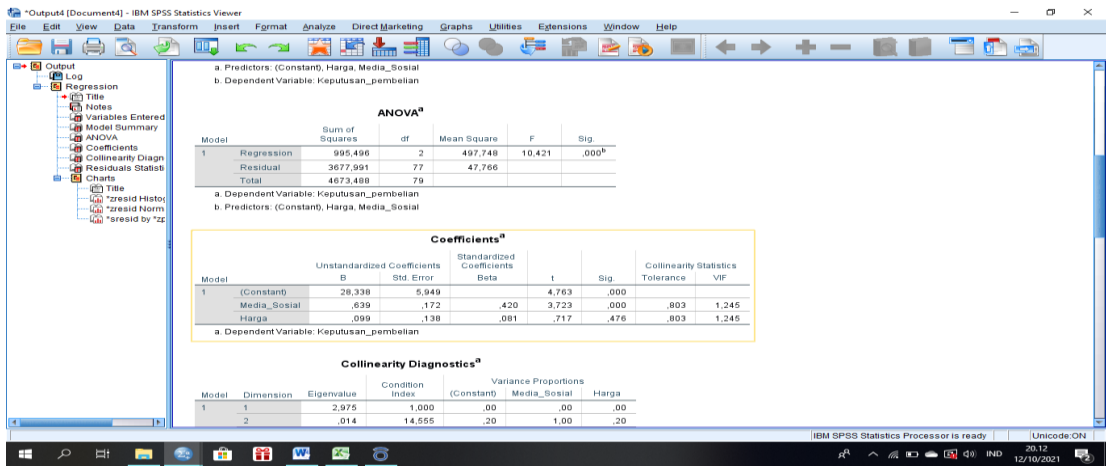 *Output4 [Document4] - IBM SPSS Statistics Viewer
File Edit View Data Transform Insert Format Analyze Direct Marketing Graphs Utilities Extensions Window Help
Output
Log
Regression
Title
Notes
Variables Entered
Model Summary
ANOVA
Coefficients
Collinearity Diagn
Residuals Statisti
Charts
Title
*zresid Histog
*zresid Norm
*sresid by *zp
a. Predictors: (Constant), Harga, Media_Sosial
b. Dependent Variable: Keputusan_pembelian
ANOVAa
Model Sum of Squares df Mean Square F Sig.
1 Regression 995,496 2 497,748 10,421 ,000b
Residual 3677,991 77 47,766
Total 4673,488 79
a. Dependent Variable: Keputusan_pembelian
b. Predictors: (Constant), Harga, Media_Sosial
Coefficientsa
Unstandardized Coefficients Standardized Coefficients Collinearity Statistics
Model B Std. Error Beta t Sig. Tolerance VIF
1 (Constant) 28,338 5,949 4,763 ,000
Media_Sosial ,639 ,172 ,420 3,723 ,000 ,803 1,245
Harga ,099 ,138 ,081 ,717 ,476 ,803 1,245
a. Dependent Variable: Keputusan_pembelian
Collinearity Diagnosticsa
Variance Proportions
Model Dimension Eigenvalue Condition Index (Constant) Media_Sosial Harga
1 1 2,975 1,000 ,00 ,00 ,00
2 ,014 14,555 ,20 1,00 ,20
IBM SPSS Statistics Processor is ready Unicode:ON
IND
20.12
12/10/2021